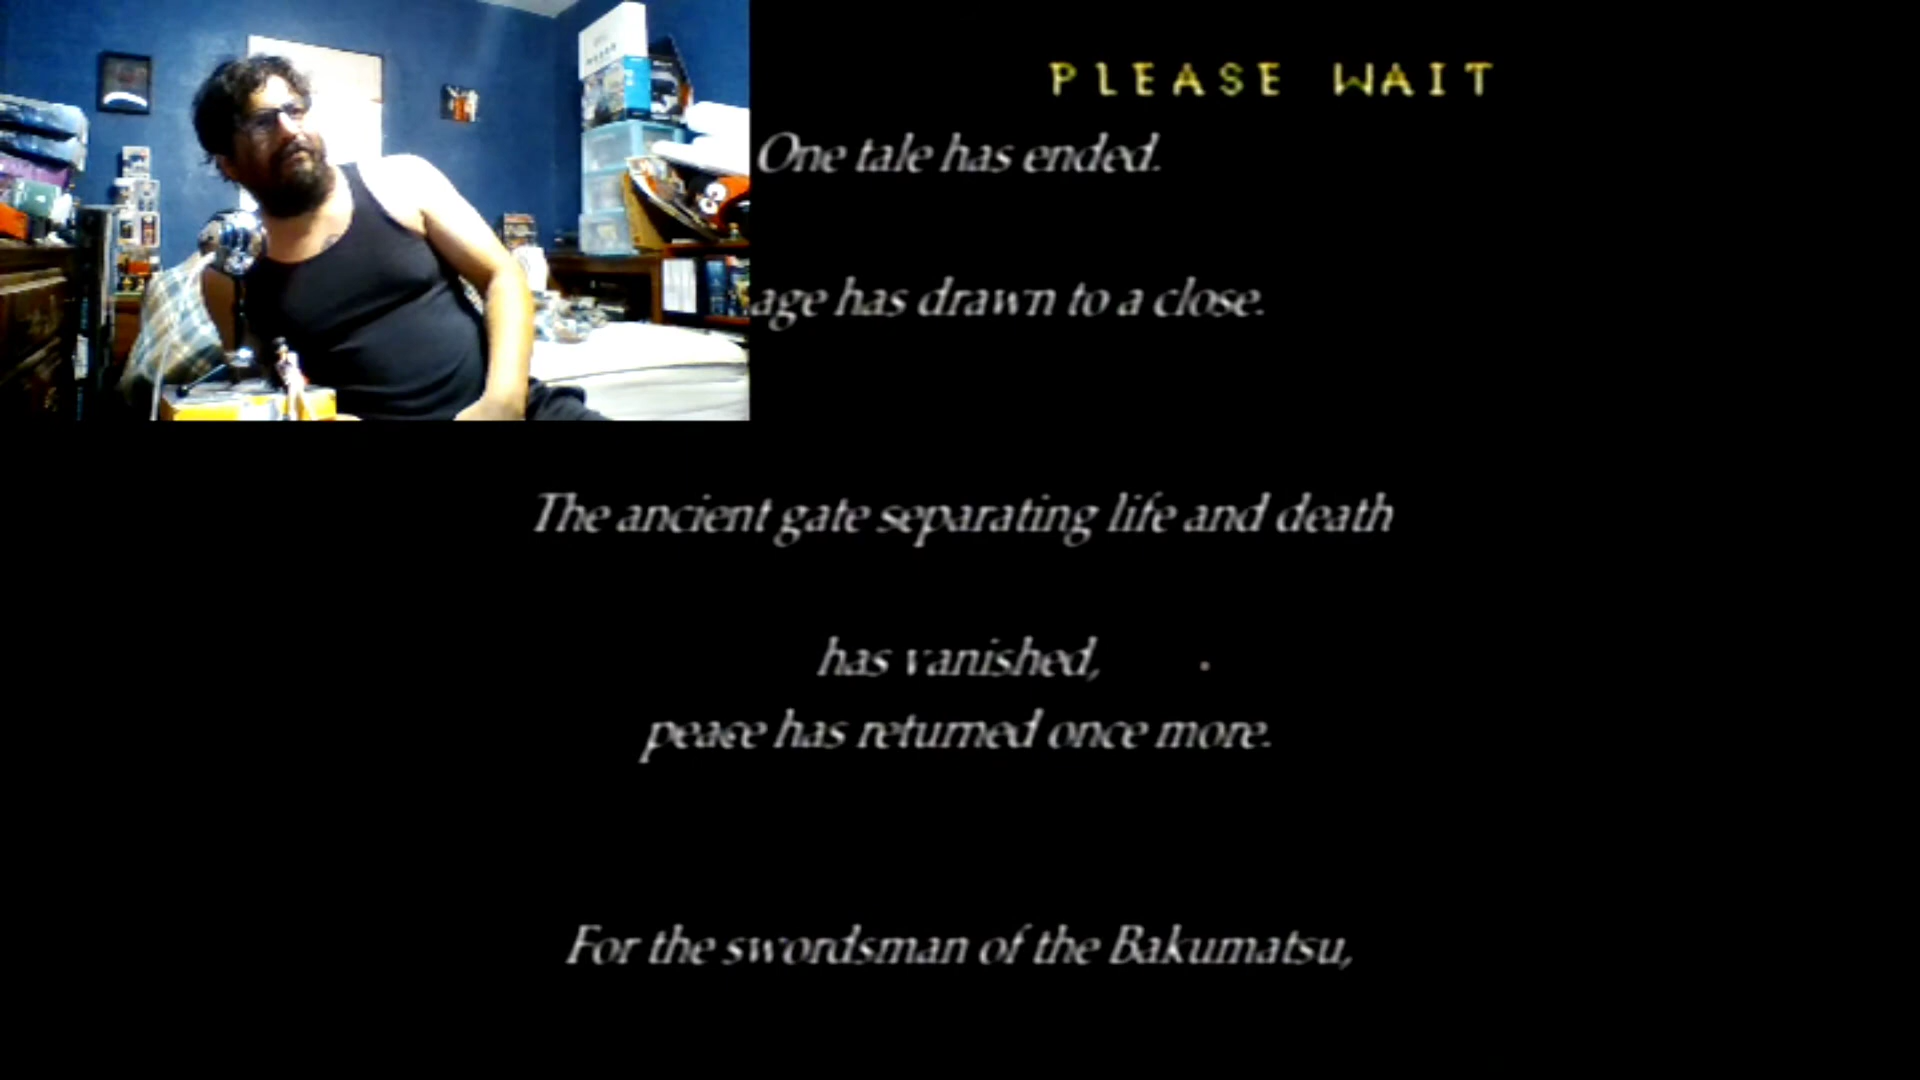 PLEASE WAIT
One tale has ended.
age has drawn to a close.
The ancient gate separating life and death
has vanished,
peace has returned once more.
For the swordsman of the Bakumatsu,